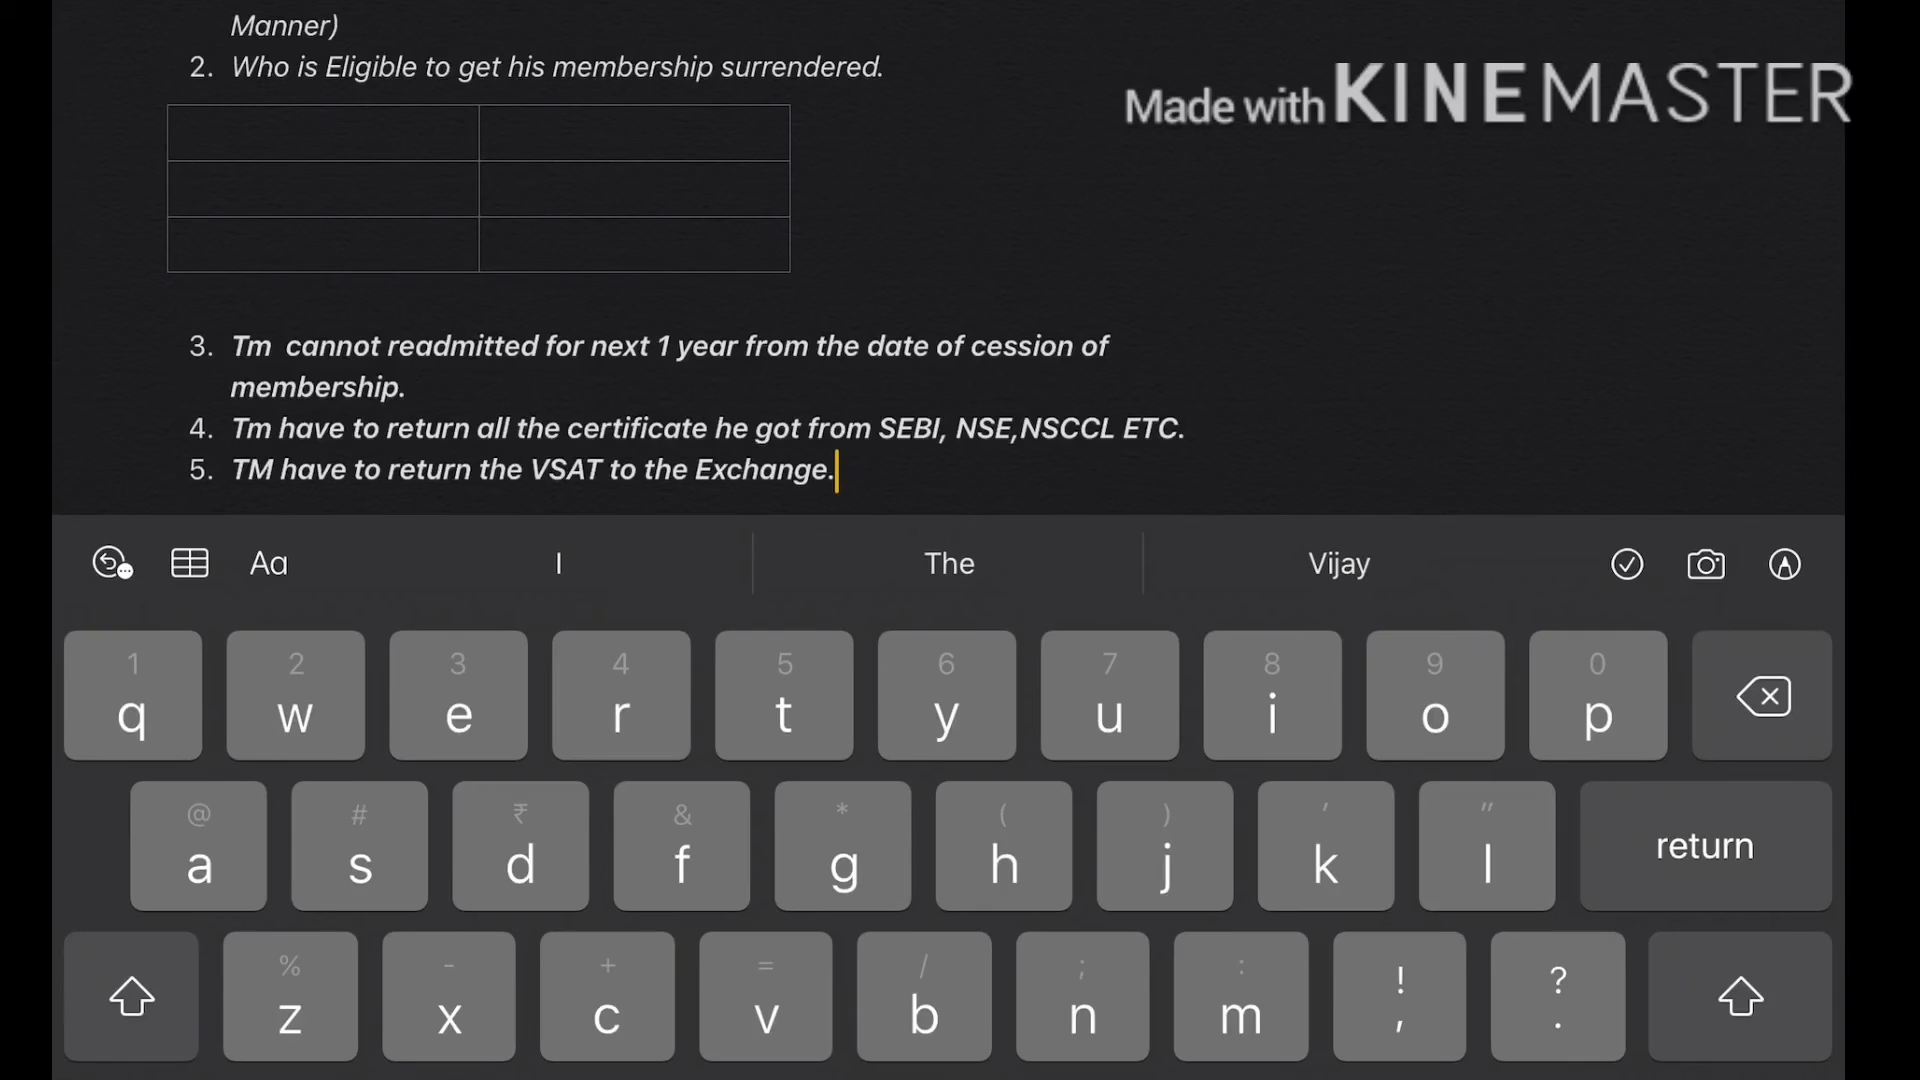 Manner)
2. Who is Eligible to get his membership surrendered.
Made with KINEMASTER
3. Tm cannot readmitted for next 1 year from the date of cession of
membership.
4. Tm have to return all the certificate he got from SEBI, NSE,NSCCL ETC.
5. TM have to return the VSAT to the Exchange.
Aa I The Vijay
1 2 3 4 5 6 7 8 9 0
q w e r t y u i o p
@ # ₹ & * ( ) ' "
a s d f g h j k l return
% - + = / ; : ! ?
z x c v b n m , .